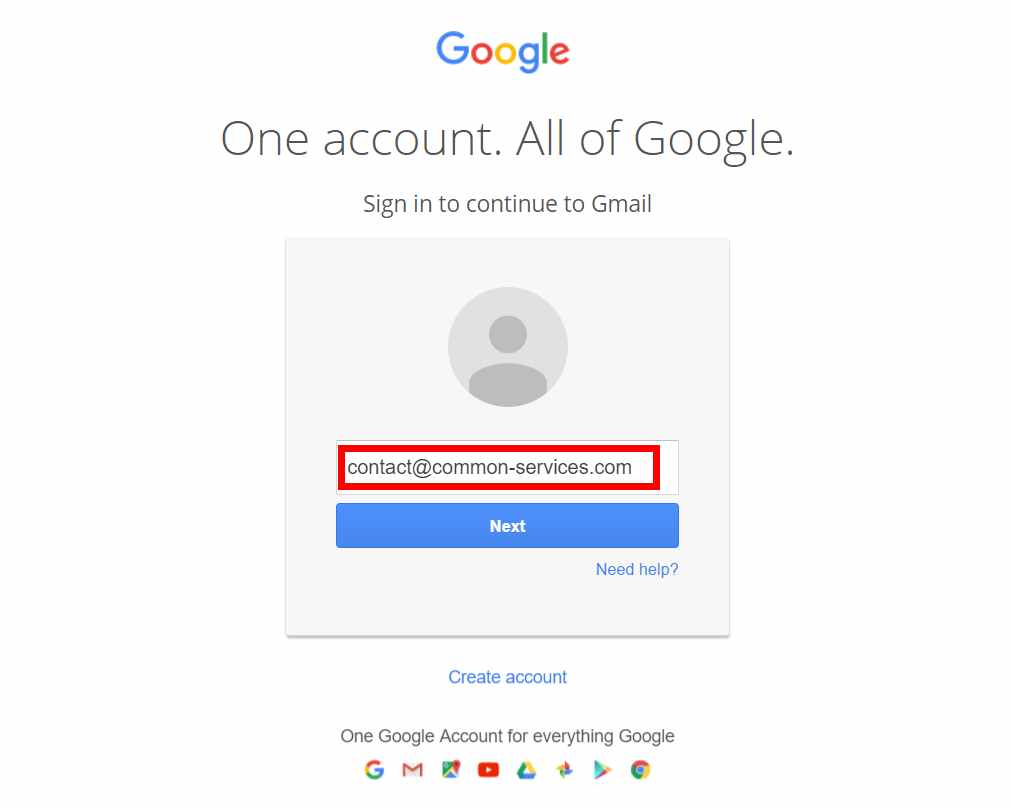 Google
One account. All of Google.
Sign in to continue to Gmail
contact@common-services.com
Next
Need help?
Create account
One Google Account for everything Google